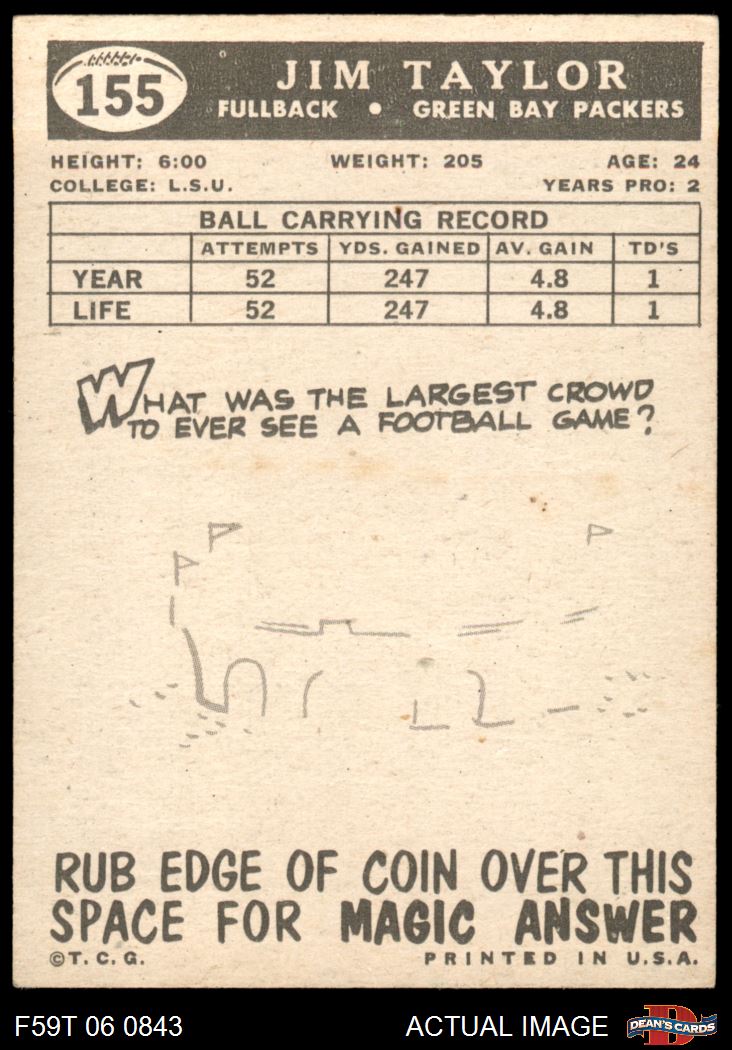 155
JIM TAYLOR
FULLBACK • GREEN BAY PACKERS
HEIGHT: 6:00 WEIGHT: 205 AGE: 24
COLLEGE: L.S.U. YEARS PRO: 2
BALL CARRYING RECORD
ATTEMPTS YDS. GAINED AV. GAIN TD'S
YEAR 52 247 4.8 1
LIFE 52 247 4.8 1
WHAT WAS THE LARGEST CROWD
TO EVER SEE A FOOTBALL GAME?
RUB EDGE OF COIN OVER THIS
SPACE FOR MAGIC ANSWER
©T.C.G. PRINTED IN U.S.A.
F59T 06 0843 ACTUAL IMAGE D DEAN'S CARDS